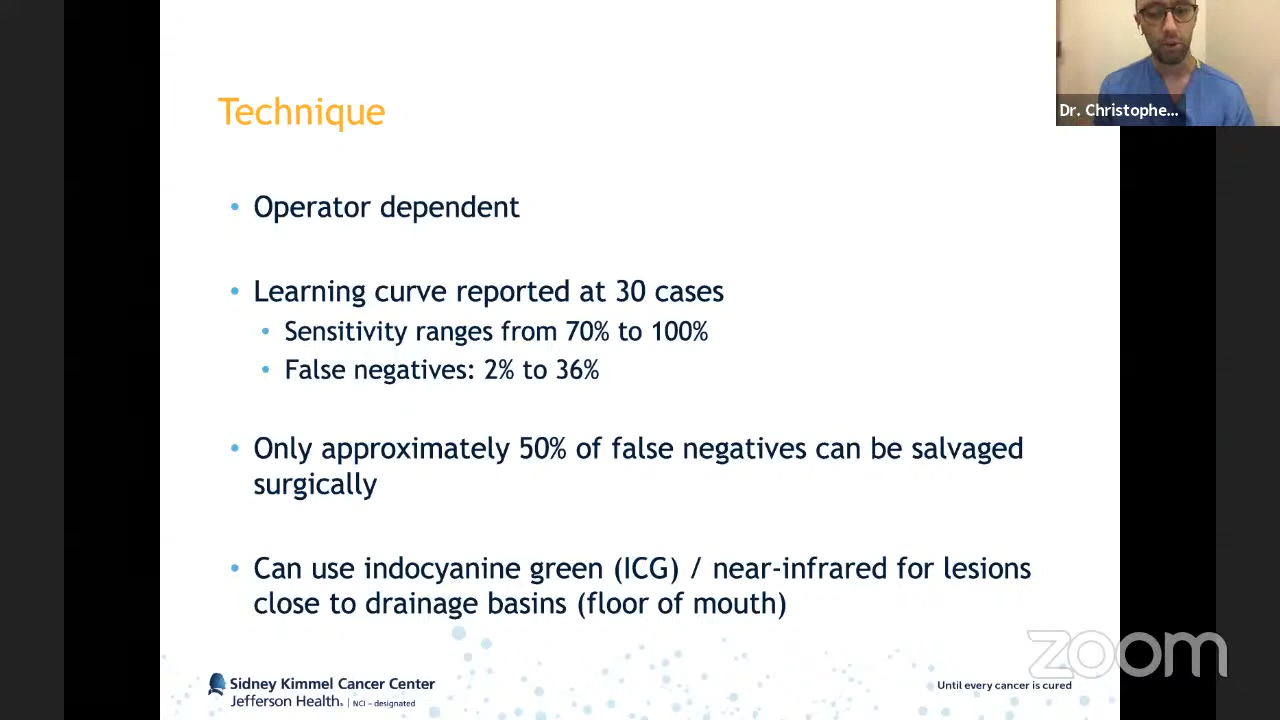 Technique
Dr. Christophe...
• Operator dependent
• Learning curve reported at 30 cases
• Sensitivity ranges from 70% to 100%
• False negatives: 2% to 36%
• Only approximately 50% of false negatives can be salvaged
surgically
• Can use indocyanine green (ICG) / near-infrared for lesions
close to drainage basins (floor of mouth)
zoom
Sidney Kimmel Cancer Center
Jefferson Health. | NCI – designated
Until every cancer is cured